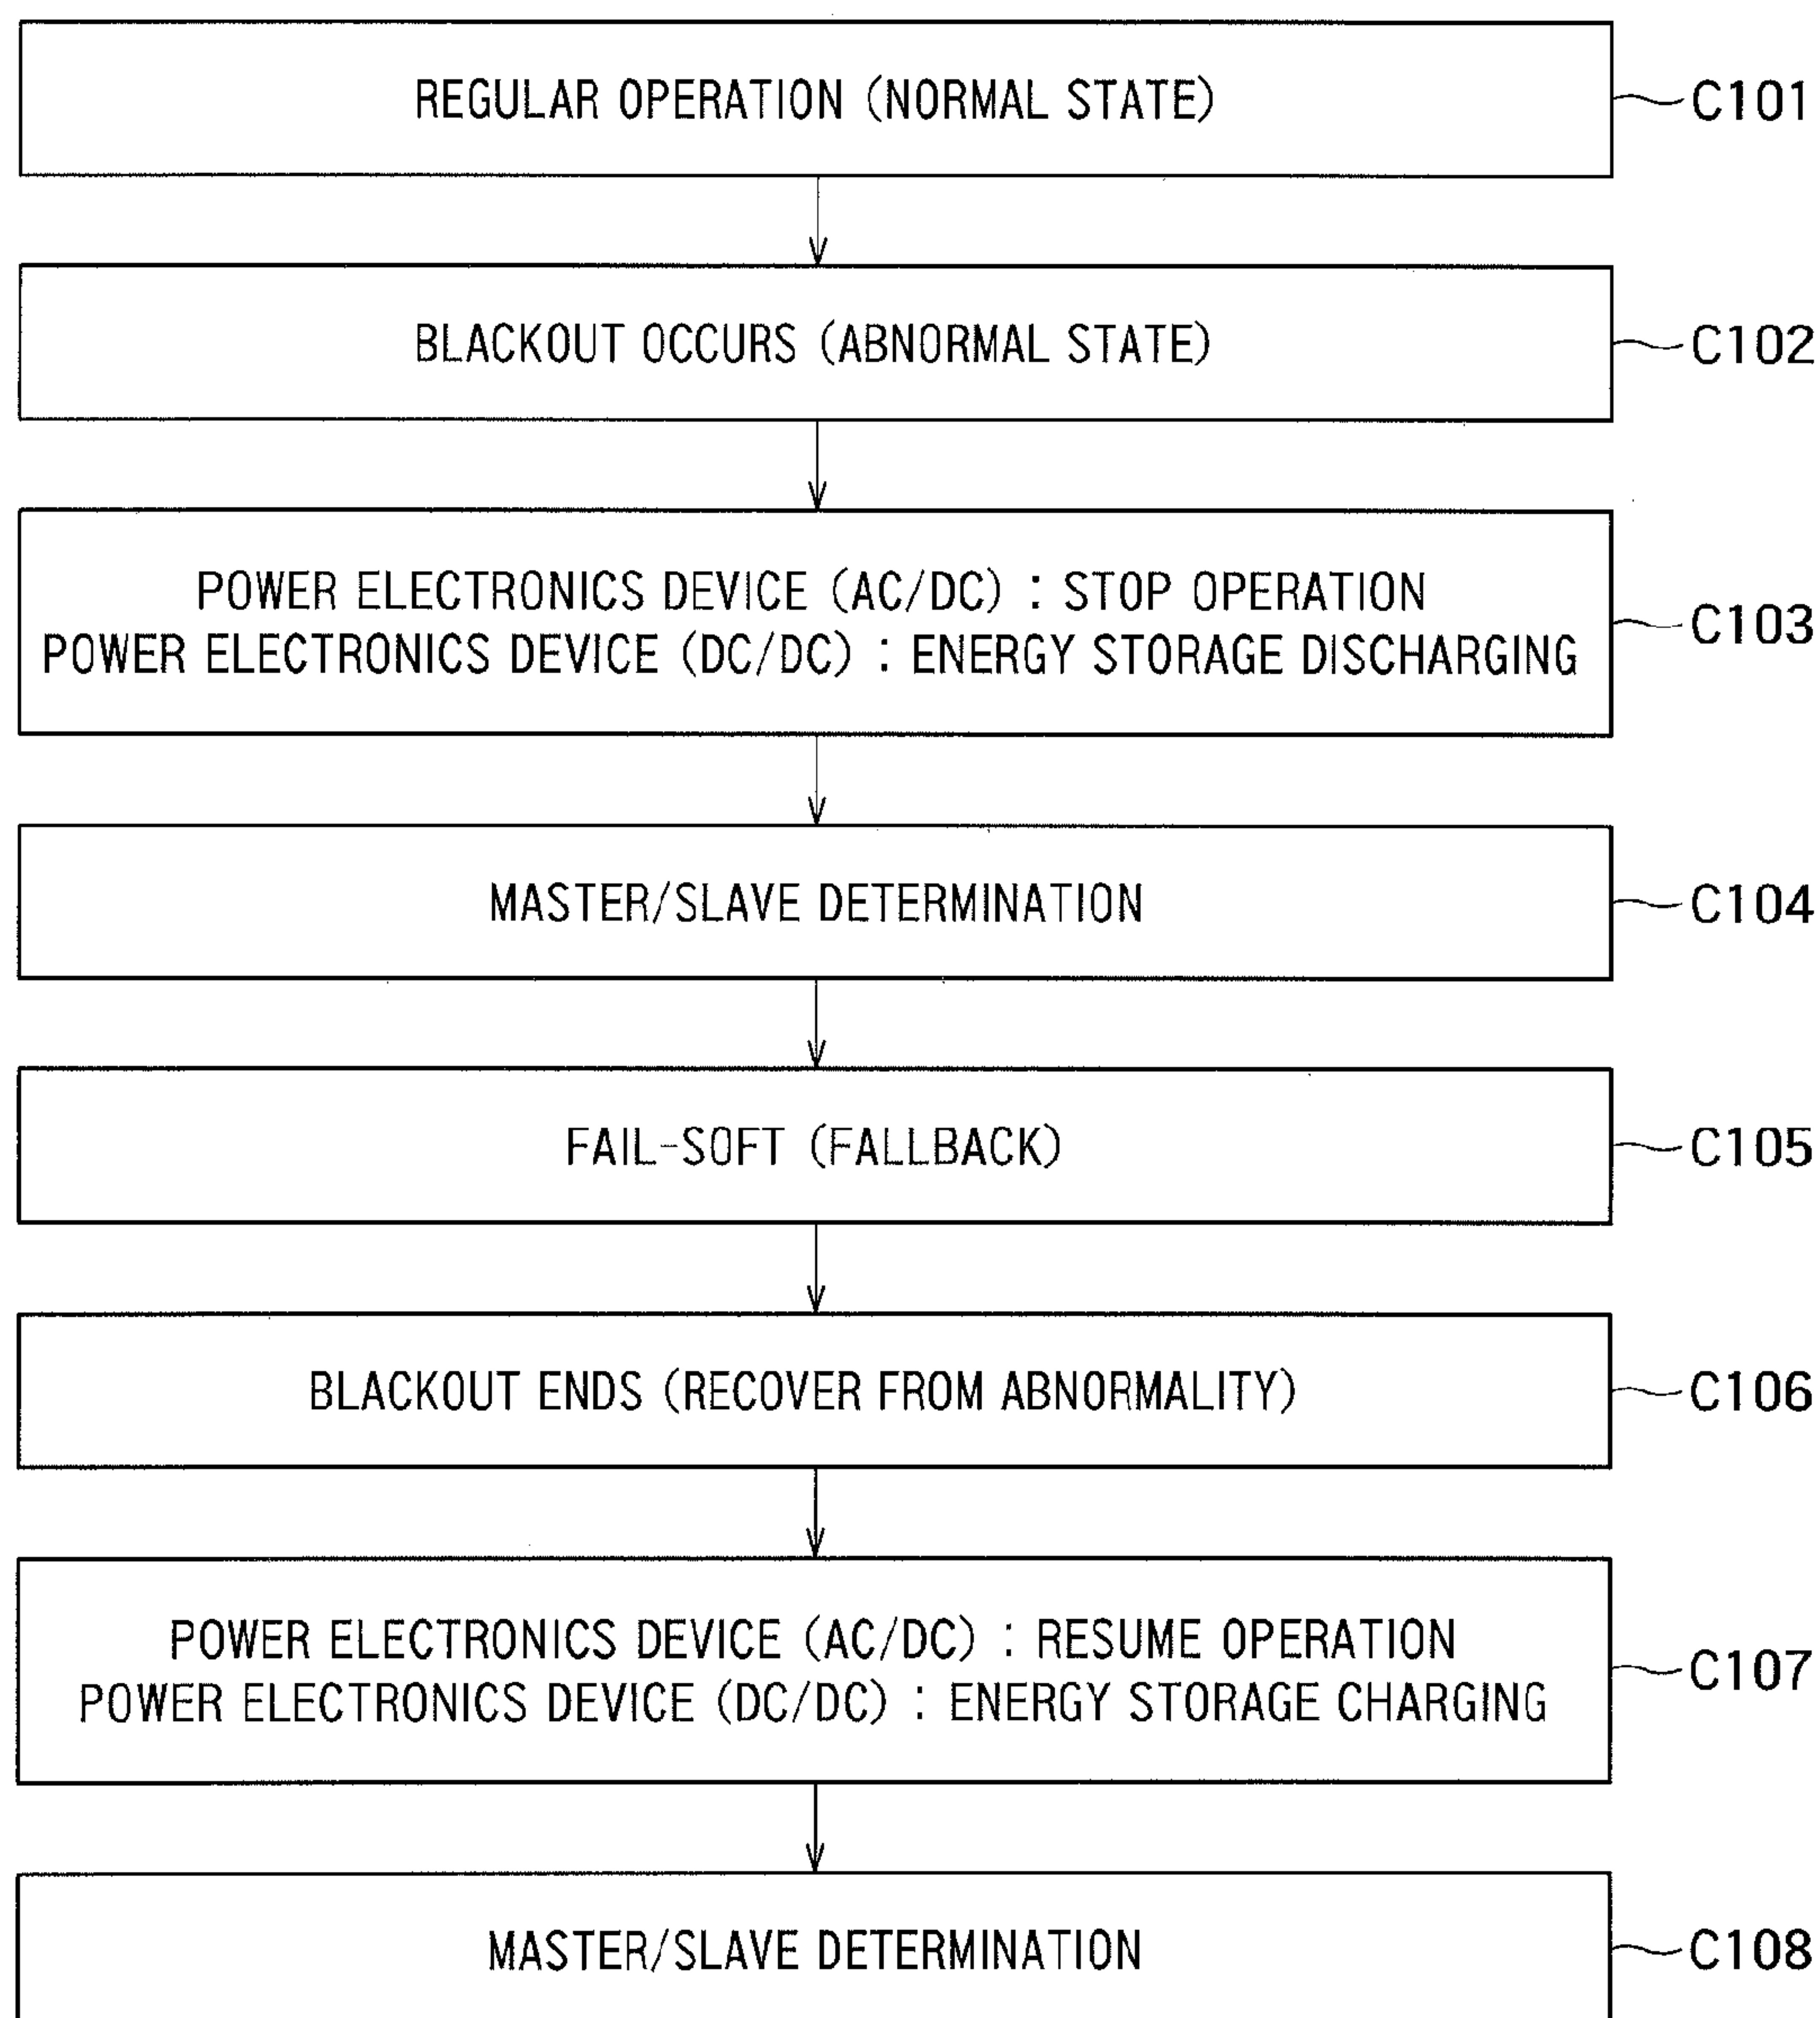 REGULAR OPERATION (NORMAL STATE)
C101
BLACKOUT OCCURS (ABNORMAL STATE)
C102
POWER ELECTRONICS DEVICE (AC/DC) : STOP OPERATION
POWER ELECTRONICS DEVICE (DC/DC) : ENERGY STORAGE DISCHARGING
C103
MASTER/SLAVE DETERMINATION
C104
FAIL-SOFT (FALLBACK)
C105
BLACKOUT ENDS (RECOVER FROM ABNORMALITY)
C106
POWER ELECTRONICS DEVICE (AC/DC) : RESUME OPERATION
POWER ELECTRONICS DEVICE (DC/DC) : ENERGY STORAGE CHARGING
C107
MASTER/SLAVE DETERMINATION
C108